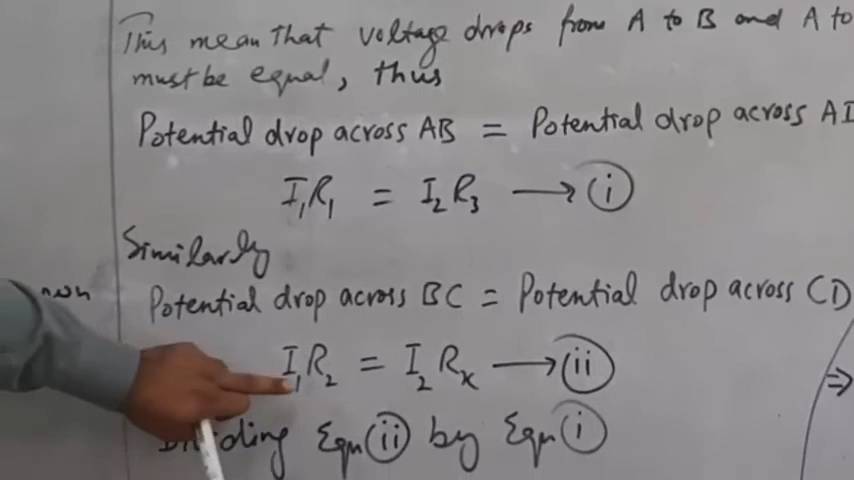 This mean that voltage drops from A to B and A to
must be equal, thus
Potential drop across AB = Potential drop across A
I₁R₁ = I₂R₃ → (i)
Similarly
Potential drop across BC = Potential drop across CD
I₁R₂ = I₂Rₓ → (ii)
⇒
Dividing Eqn (ii) by Eqn (i)